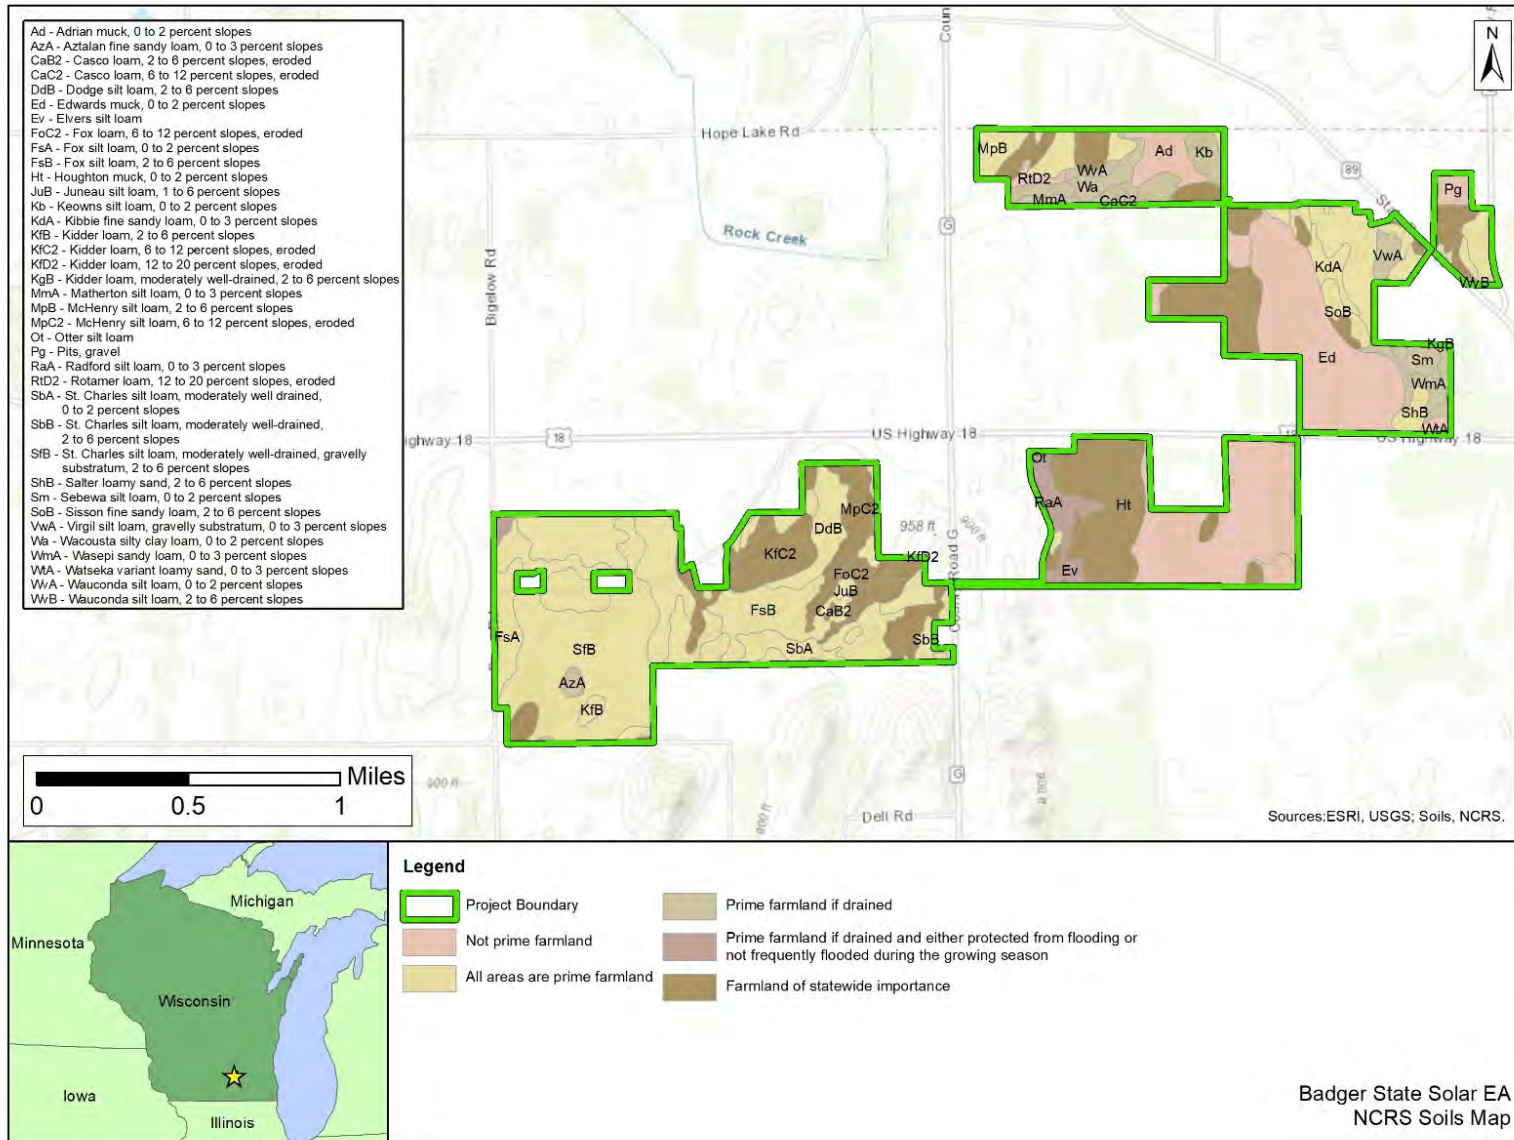 Ad - Adrian muck, 0 to 2 percent slopes
AzA - Aztalan fine sandy loam, 0 to 3 percent slopes
CaB2 - Casco loam, 2 to 6 percent slopes, eroded
CaC2 - Casco loam, 6 to 12 percent slopes, eroded
DdB - Dodge silt loam, 2 to 6 percent slopes
Ed - Edwards muck, 0 to 2 percent slopes
Ev - Elvers silt loam
FoC2 - Fox loam, 6 to 12 percent slopes, eroded
FsA - Fox silt loam, 0 to 2 percent slopes
FsB - Fox silt loam, 2 to 6 percent slopes
Ht - Houghton muck, 0 to 2 percent slopes
JuB - Juneau silt loam, 1 to 6 percent slopes
Kb - Keowns silt loam, 0 to 2 percent slopes
KdA - Kibbie fine sandy loam, 0 to 3 percent slopes
KfB - Kidder loam, 2 to 6 percent slopes
KfC2 - Kidder loam, 6 to 12 percent slopes, eroded
KfD2 - Kidder loam, 12 to 20 percent slopes, eroded
KgB - Kidder loam, moderately well-drained, 2 to 6 percent slopes
MmA - Matherton silt loam, 0 to 3 percent slopes
MpB - McHenry silt loam, 2 to 6 percent slopes
MpC2 - McHenry silt loam, 6 to 12 percent slopes, eroded
Ot - Otter silt loam
Pg - Pits, gravel
RaA - Radford silt loam, 0 to 3 percent slopes
RtD2 - Rotamer loam, 12 to 20 percent slopes, eroded
SbA - St. Charles silt loam, moderately well drained,
0 to 2 percent slopes
SbB - St. Charles silt loam, moderately well-drained,
2 to 6 percent slopes
SfB - St. Charles silt loam, moderately well-drained, gravelly
substratum, 2 to 6 percent slopes
ShB - Salter loamy sand, 2 to 6 percent slopes
Sm - Sebewa silt loam, 0 to 2 percent slopes
SoB - Sisson fine sandy loam, 2 to 6 percent slopes
VwA - Virgil silt loam, gravelly substratum, 0 to 3 percent slopes
Wa - Wacousta silty clay loam, 0 to 2 percent slopes
WmA - Wasepi sandy loam, 0 to 3 percent slopes
WtA - Watseka variant loamy sand, 0 to 3 percent slopes
WvA - Wauconda silt loam, 0 to 2 percent slopes
WvB - Wauconda silt loam, 2 to 6 percent slopes
Coun
N
Hope Lake Rd
MpB
RtD2
WvA
Wa
MmA
CaC2
Ad
Kb
89
Sta
Pg
Rock Creek
G
Bigelow Rd
KdA
VwA
WvB
SoB
KgB
Ed
Sm
WmA
ShB
WtA
ighway 18
18
US Highway 18
18
US Highway 18
Ot
RaA
Ht
Ev
MpC2
DdB
958 ft
900 ft
KfC2
KfD2
FoC2
JuB
FsB
CaB2
County Road G
FsA
SfB
SbA
SbB
AzA
KfB
G
900 ft
900 ft
900 ft
Dell Rd
Miles
0 0.5 1
Sources:ESRI, USGS; Soils, NCRS.
Michigan
Minnesota
Wisconsin
Iowa
Illinois
Legend
Project Boundary
Not prime farmland
All areas are prime farmland
Prime farmland if drained
Prime farmland if drained and either protected from flooding or
not frequently flooded during the growing season
Farmland of statewide importance
Badger State Solar EA
NCRS Soils Map